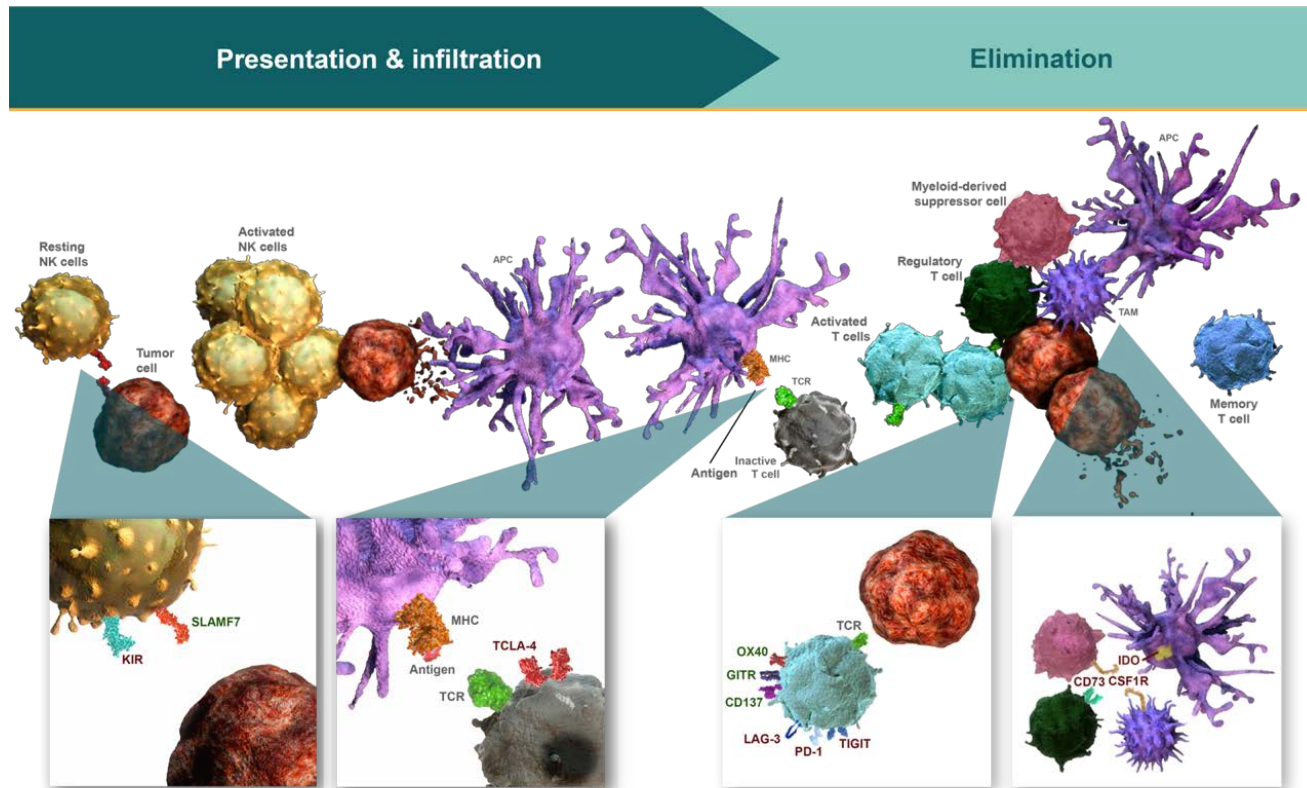 Presentation & infiltration
Elimination
Resting
NK cells
Tumor
cell
Activated
NK cells
APC
MHC
Antigen
TCR
Inactive
T cell
Activated
T cells
Myeloid-derived
suppressor cell
Regulatory
T cell
APC
TAM
Memory
T cell
SLAMF7
KIR
MHC
Antigen
TCLA-4
TCR
TCR
OX40
GITR
CD137
LAG-3
PD-1
TIGIT
IDO
CD73 CSF1R